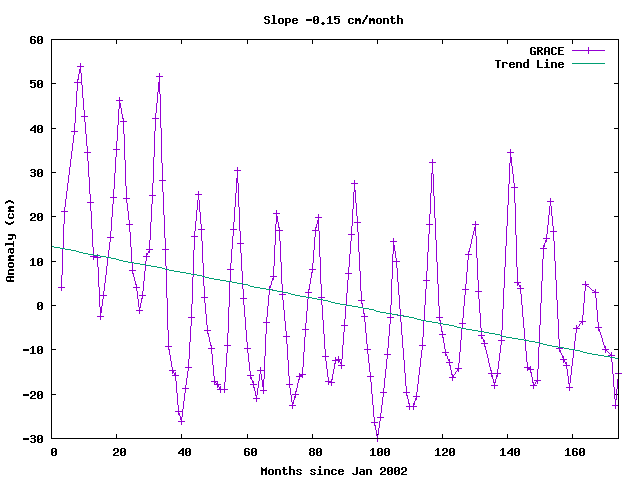 Slope -0.15 cm/month
GRACE
Trend Line
60
50
40
30
20
10
0
-10
-20
-30
Anomaly (cm)
0 20 40 60 80 100 120 140 160
Months since Jan 2002